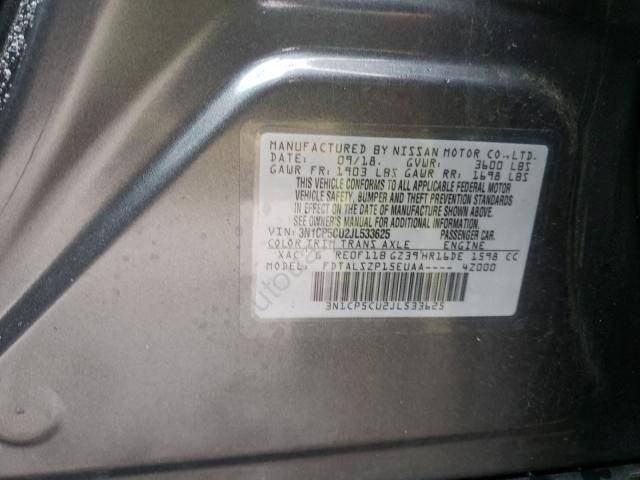 MANUFACTURED BY NISSAN MOTOR CO., LTD.
DATE: 09/18. GVWR: 3600 LBS
GAWR FR: 1903 LBS GAWR RR: 1698 LBS
THIS VEHICLE CONFORMS TO ALL APPLICABLE FEDERAL MOTOR
VEHICLE SAFETY, BUMPER AND THEFT PREVENTION STANDARDS
IN EFFECT ON THE DATE OF MANUFACTURE SHOWN ABOVE.
SEE OWNER'S MANUAL FOR ADDITIONAL INFORMATION
VIN: 3N1CP5CU2JL533625 PASSENGER CAR.
COLOR TRIM TRANS AXLE ENGINE
XAC G RE0F11B GZ39 HR16DE 1598 CC
MODEL: FDTALSZP15EUAA---- 4Z000
3N1CP5CU2JL533625